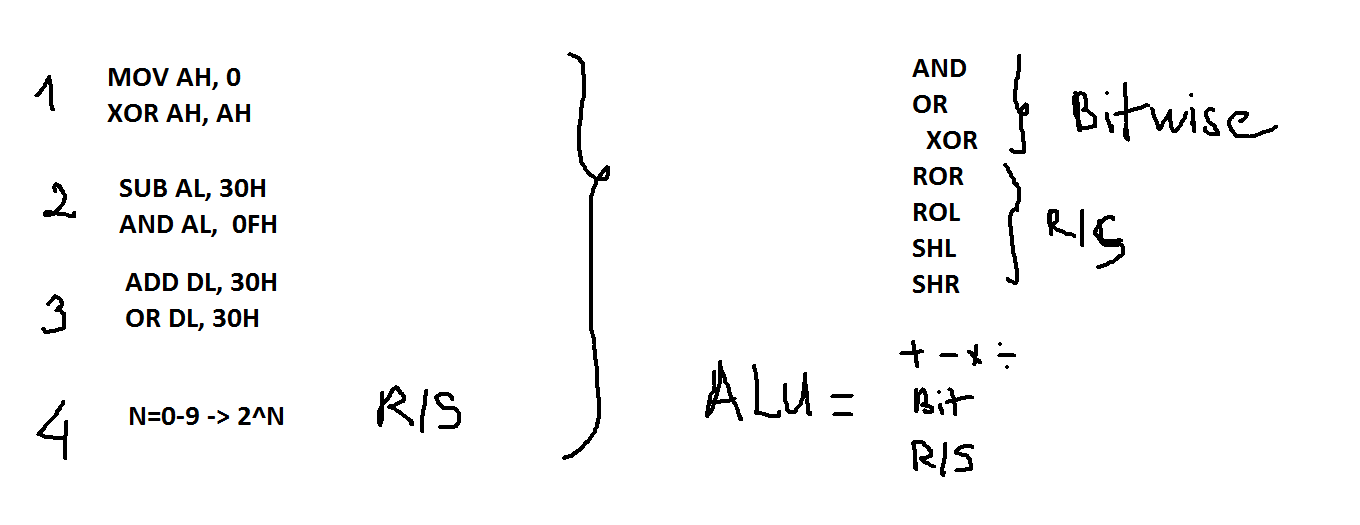 1
MOV AH, 0
XOR AH, AH
2
SUB AL, 30H
AND AL, 0FH
3
ADD DL, 30H
OR DL, 30H
4
N=0-9 -> 2^N
R/S
AND
OR
XOR
Bitwise
ROR
ROL
SHL
SHR
R/S
ALU =
+ - x ÷
Bit
R/S